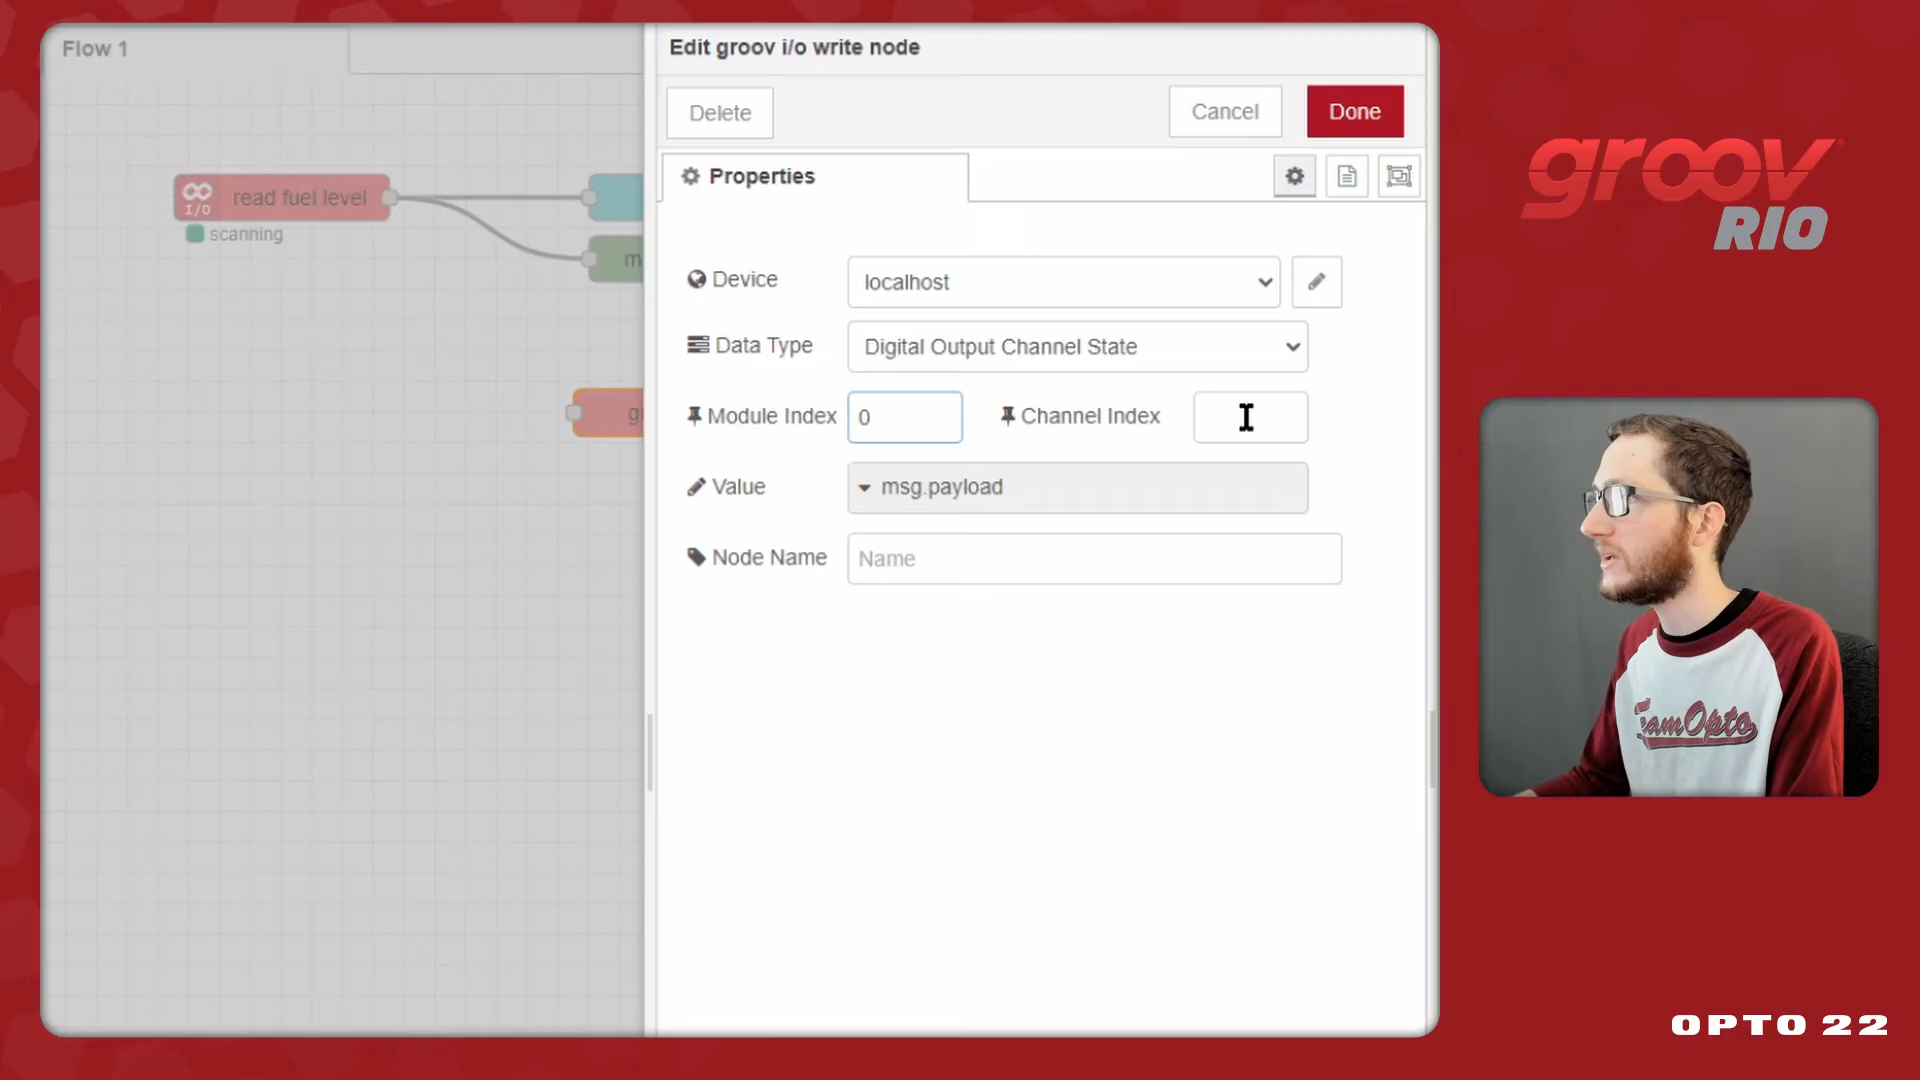 Flow 1
Edit groov i/o write node
Delete
Cancel
Done
Properties
I/O
read fuel level
scanning
m
g
Device
localhost
Data Type
Digital Output Channel State
Module Index
0
Channel Index
Value
msg.payload
Node Name
Name
groov
RIO
TeamOpto
OPTO 22